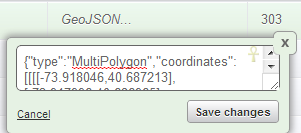 GeoJSON... 303
x
{"type":"MultiPolygon","coordinates":
[[[[-73.918046,40.687213],
Cancel Save changes